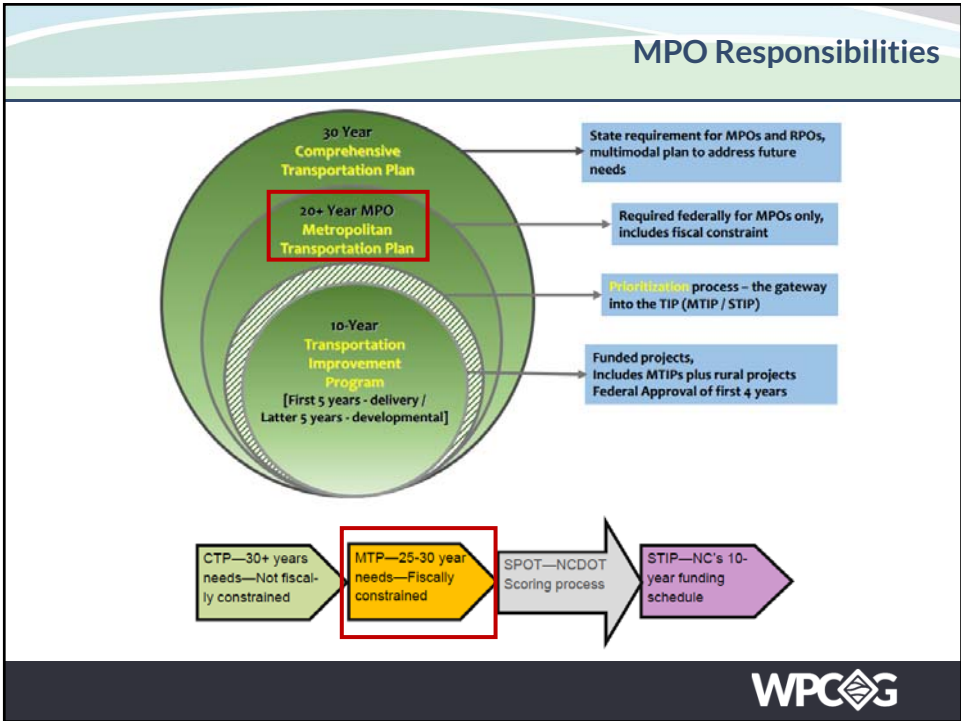 MPO Responsibilities
30 Year
Comprehensive
Transportation Plan
State requirement for MPOs and RPOs,
multimodal plan to address future
needs
20+ Year MPO
Metropolitan
Transportation Plan
Required federally for MPOs only,
includes fiscal constraint
Prioritization process – the gateway
into the TIP (MTIP / STIP)
10-Year
Transportation
Improvement
Program
[First 5 years - delivery /
Latter 5 years - developmental]
Funded projects,
Includes MTIPs plus rural projects
Federal Approval of first 4 years
CTP—30+ years
needs—Not fiscal-
ly constrained
MTP—25-30 year
needs—Fiscally
constrained
SPOT—NCDOT
Scoring process
STIP—NC's 10-
year funding
schedule
WPCOG